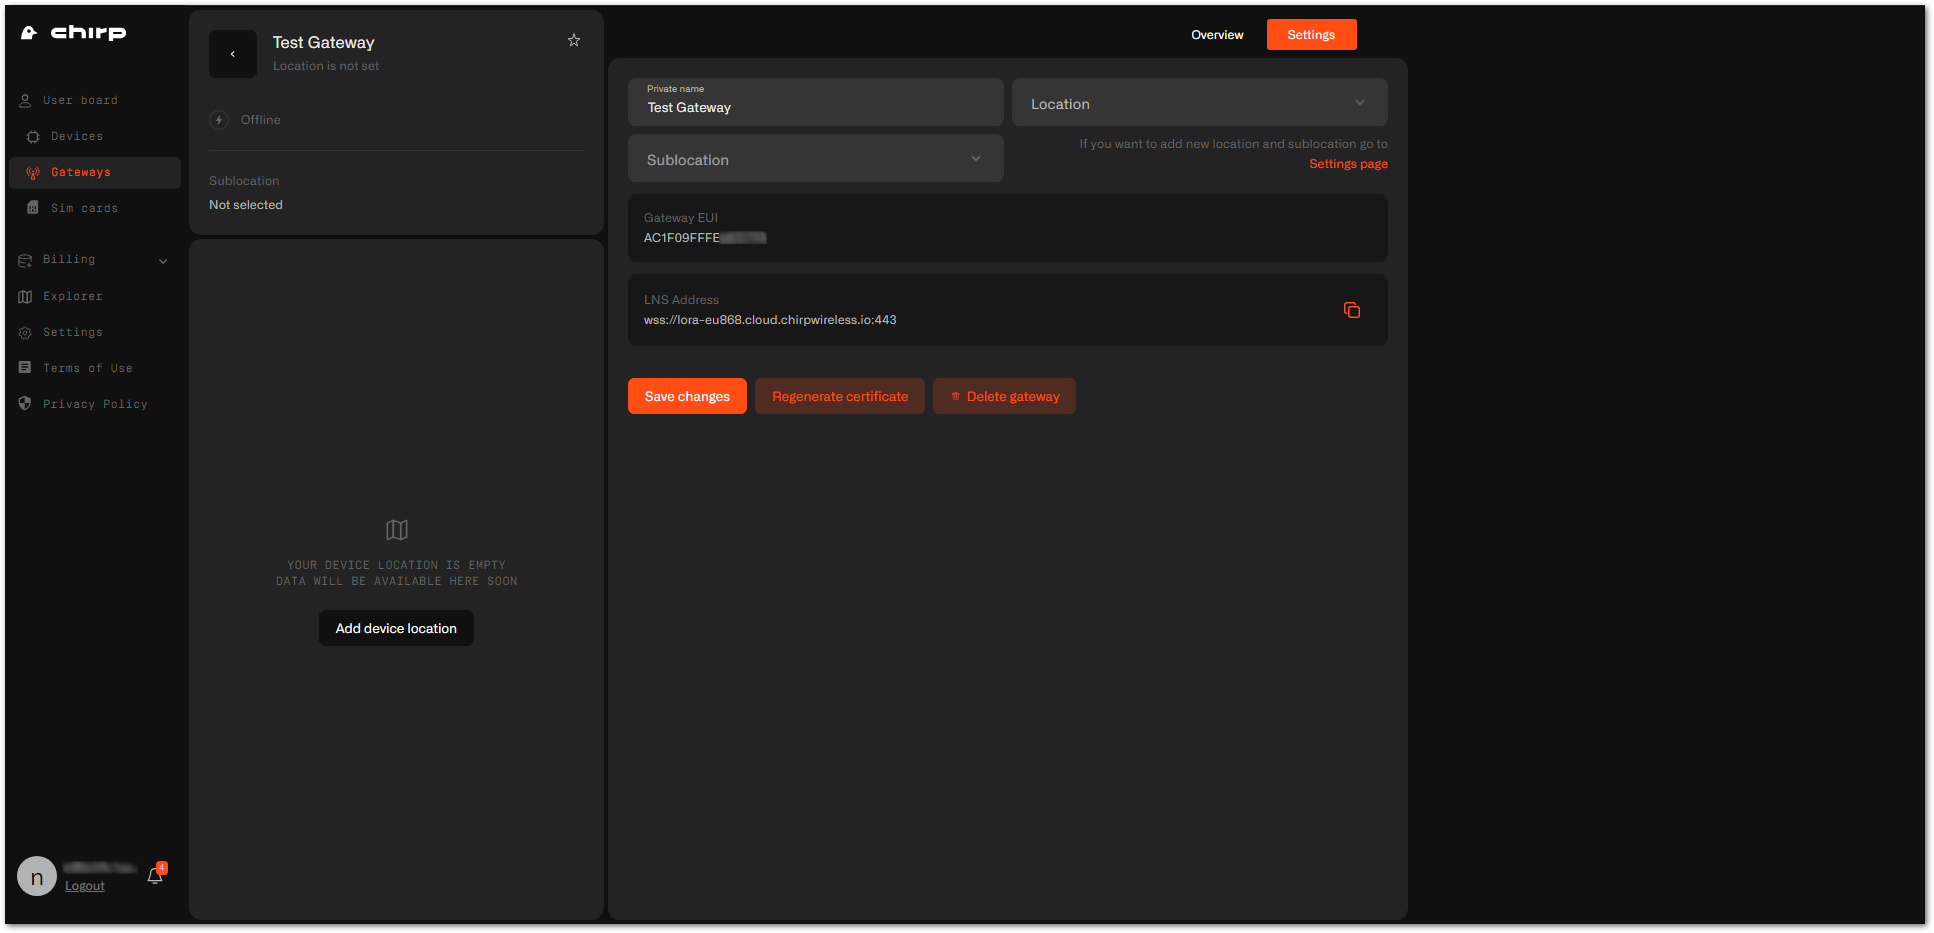 chirp
User board
Devices
Gateways
Sim cards
Billing
Explorer
Settings
Terms of Use
Privacy Policy
n
Logout
4
Test Gateway
Location is not set
Offline
Sublocation
Not selected
YOUR DEVICE LOCATION IS EMPTY
DATA WILL BE AVAILABLE HERE SOON
Add device location
Overview
Settings
Private name
Test Gateway
Location
Sublocation
If you want to add new location and sublocation go to
Settings page
Gateway EUI
AC1F09FFFE
LNS Address
wss://lora-eu868.cloud.chirpwireless.io:443
Save changes
Regenerate certificate
Delete gateway